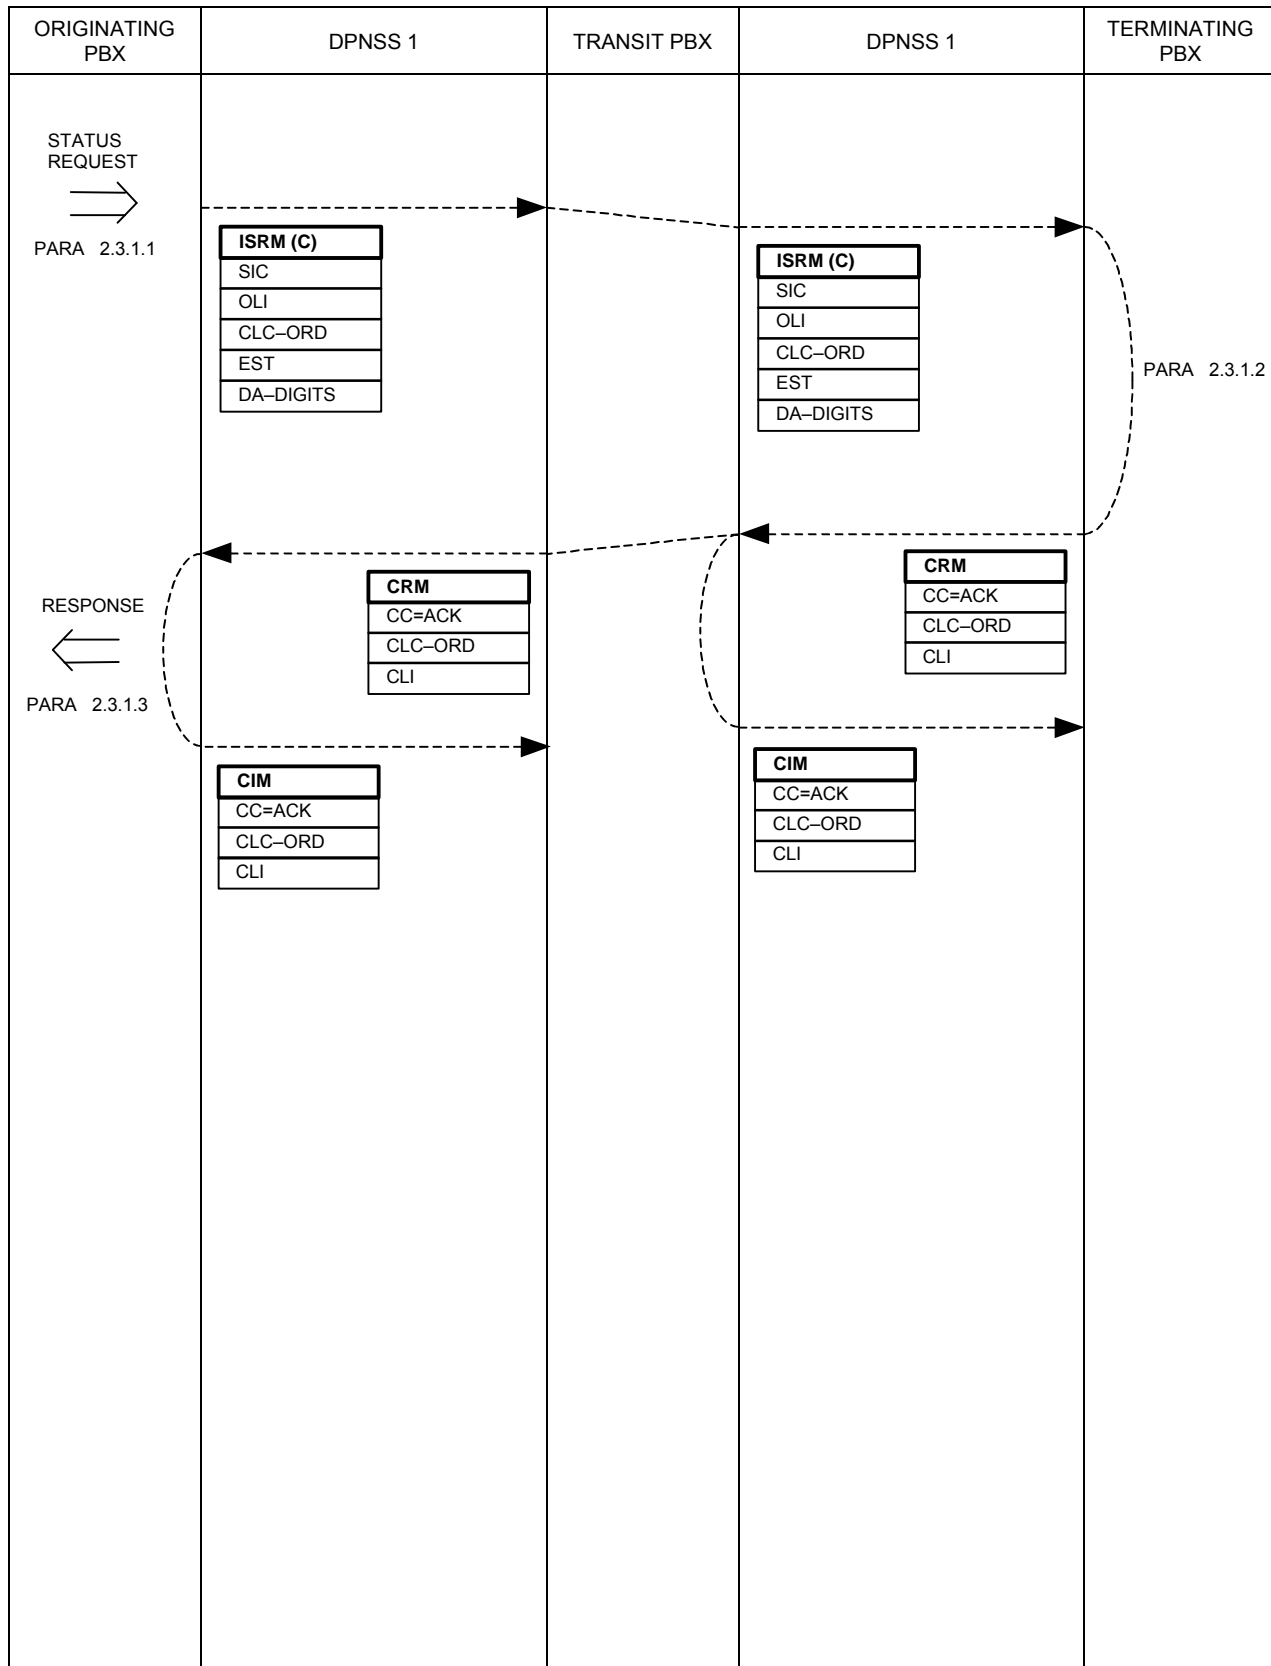 ORIGINATING
PBX
DPNSS 1
TRANSIT PBX
DPNSS 1
TERMINATING
PBX
STATUS
REQUEST
PARA 2.3.1.1
ISRM (C)
SIC
OLI
CLC–ORD
EST
DA–DIGITS
ISRM (C)
SIC
OLI
CLC–ORD
EST
DA–DIGITS
PARA 2.3.1.2
CRM
CC=ACK
CLC–ORD
CLI
CRM
CC=ACK
CLC–ORD
CLI
RESPONSE
PARA 2.3.1.3
CIM
CC=ACK
CLC–ORD
CLI
CIM
CC=ACK
CLC–ORD
CLI